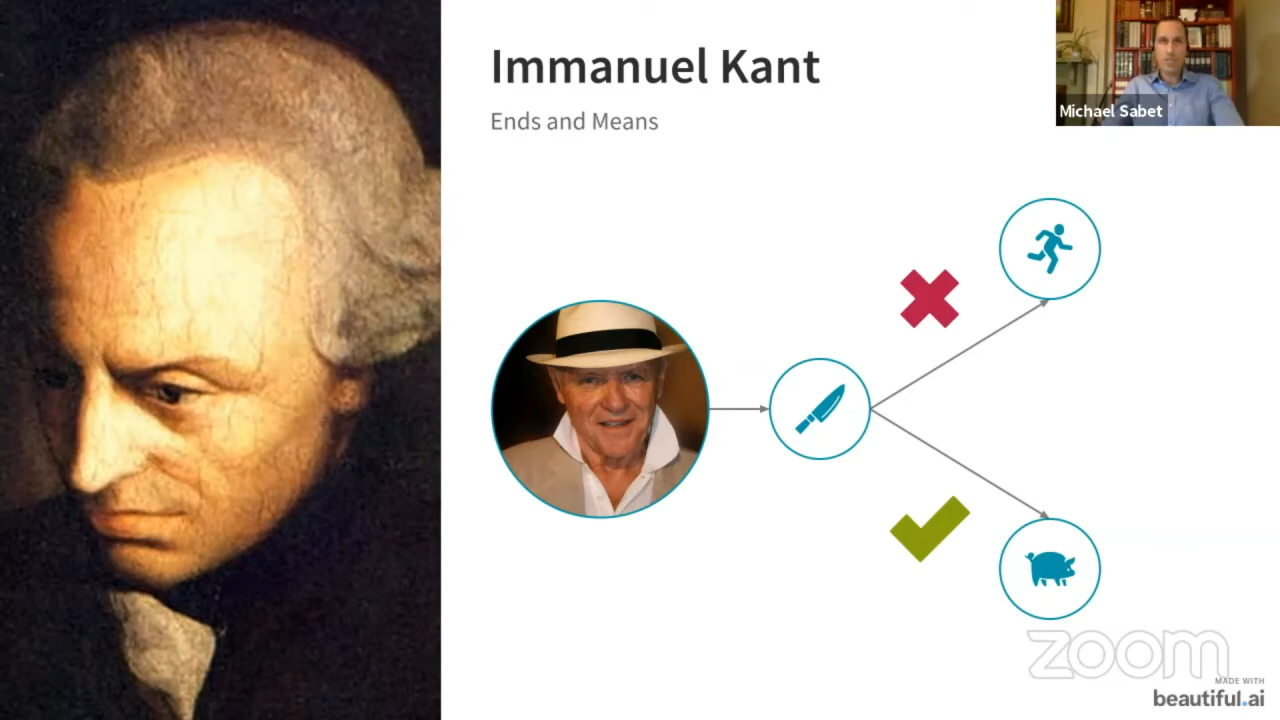 Immanuel Kant
Ends and Means
Michael Sabet
zoom
MADE WITH
beautiful.ai